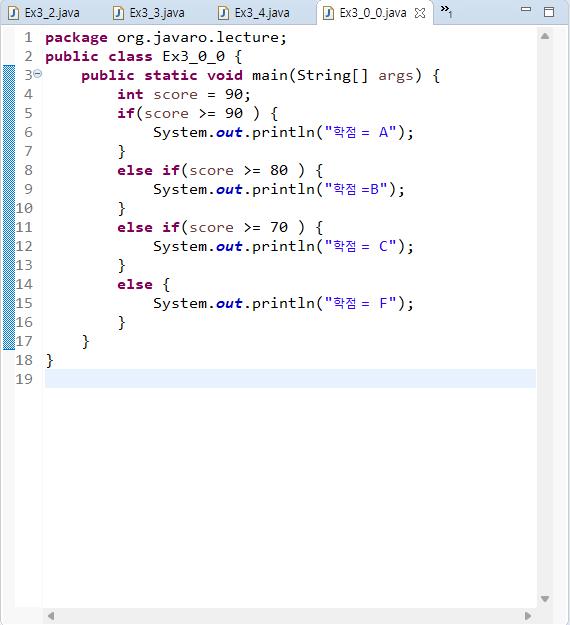 Ex3_2.java Ex3_3.java Ex3_4.java Ex3_0_0.java »1
1 package org.javaro.lecture;
2 public class Ex3_0_0 {
3 public static void main(String[] args) {
4 int score = 90;
5 if(score >= 90 ) {
6 System.out.println("학점 = A");
7 }
8 else if(score >= 80 ) {
9 System.out.println("학점 =B");
10 }
11 else if(score >= 70 ) {
12 System.out.println("학점 = C");
13 }
14 else {
15 System.out.println("학점 = F");
16 }
17 }
18 }
19